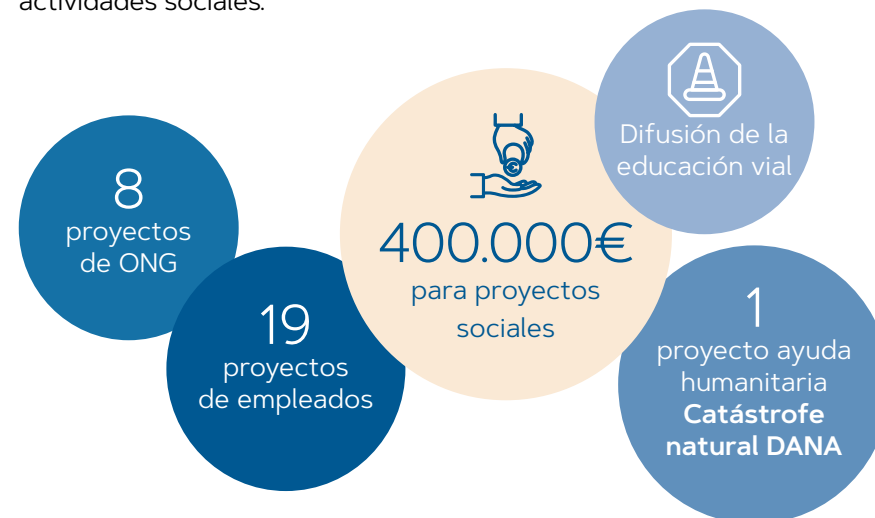 actividades sociales.
8
proyectos
de ONG
19
proyectos
de empleados
400.000€
para proyectos
sociales
Difusión de la
educación vial
1
proyecto ayuda
humanitaria
Catástrofe
natural DANA